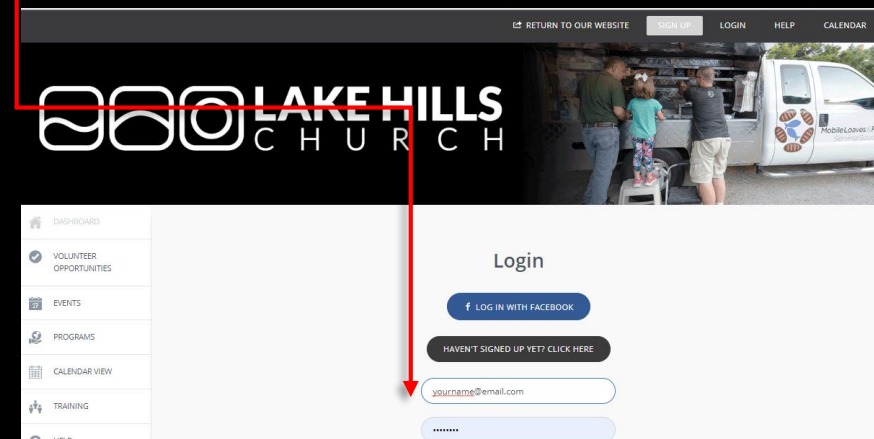 RETURN TO OUR WEBSITE SIGN UP LOGIN HELP CALENDAR
LAKE HILLS
CHURCH
MobileLoaves
DASHBOARD
VOLUNTEER
OPPORTUNITIES
EVENTS
PROGRAMS
CALENDAR VIEW
TRAINING
HELP
Login
f LOG IN WITH FACEBOOK
HAVEN'T SIGNED UP YET? CLICK HERE
yourname@email.com